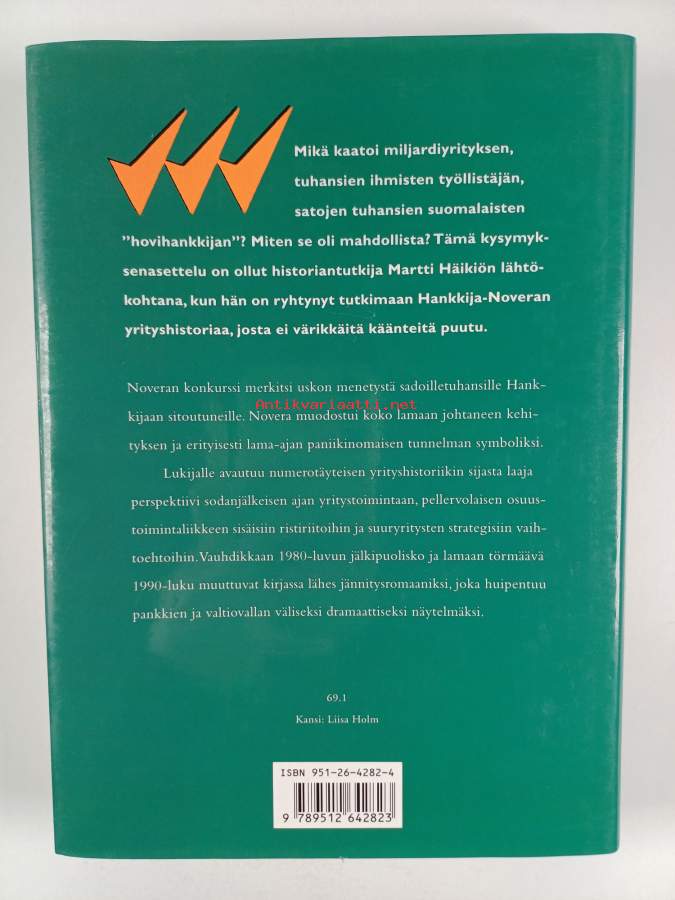 Mikä kaatoi miljardiyrityksen,
tuhansien ihmisten työllistäjän,
satojen tuhansien suomalaisten
”hovihankkijan”? Miten se oli mahdollista? Tämä kysymyk-
senasettelu on ollut historiantutkija Martti Häikiön lähtö-
kohtana, kun hän on ryhtynyt tutkimaan Hankkija-Noveran
yrityshistoriaa, josta ei värikkäitä käänteitä puutu.
Noveran konkurssi merkitsi uskon menetystä sadoilletuhansille Hank-
kijaan sitoutuneille. Novera muodostui koko lamaan johtaneen kehi-
Antikvariaatti.net
tyksen ja erityisesti lama-ajan paniikinomaisen tunnelman symboliksi.
Lukijalle avautuu numerotäyteisen yrityshistoriikin sijasta laaja
perspektiivi sodanjälkeisen ajan yritystoimintaan, pellervolaisen osuus-
toimintaliikkeen sisäisiin ristiriitoihin ja suuryritysten strategisiin vaih-
toehtoihin. Vauhdikkaan 1980-luvun jälkipuolisko ja lamaan törmäävä
1990-luku muuttuvat kirjassa lähes jännitysromaaniksi, joka huipentuu
pankkien ja valtiovallan väliseksi dramaattiseksi näytelmäksi.
69.1
Kansi: Liisa Holm
ISBN 951-26-4282-4
9 789512 642823